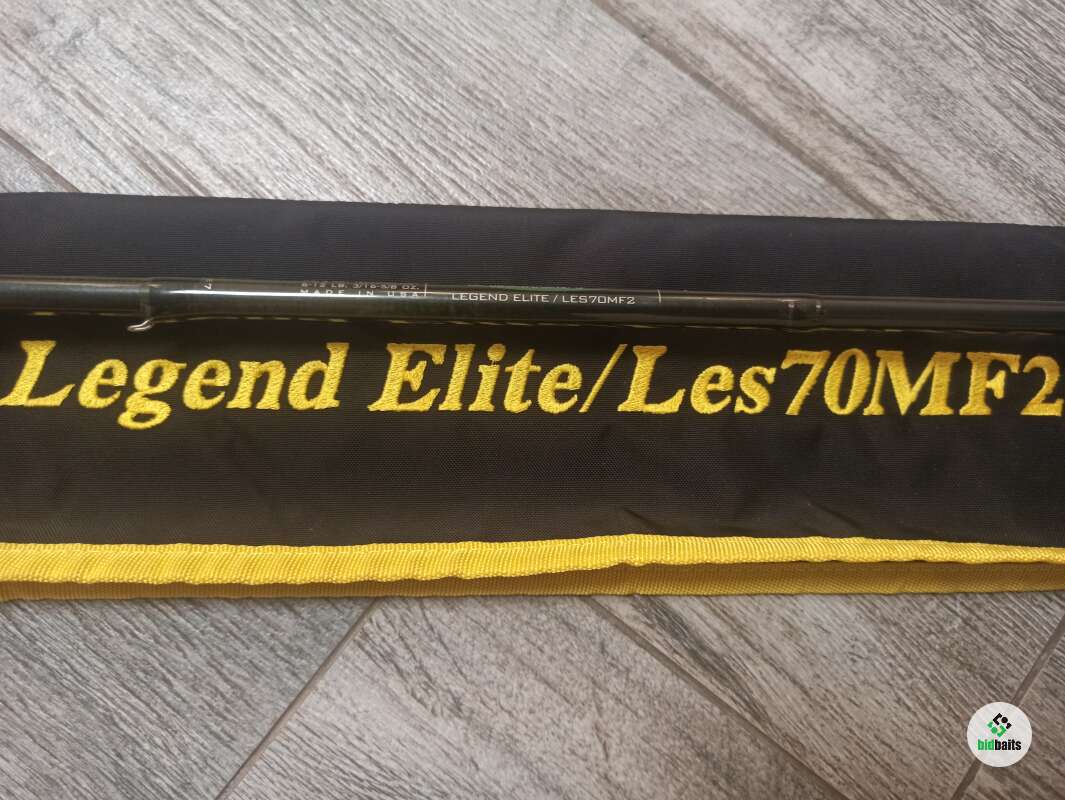 6-12 LB. 3/16-5/8 OZ.
MADE IN USA
LEGEND ELITE / LES70MF2
Legend Elite/Les70MF2
bidbaits